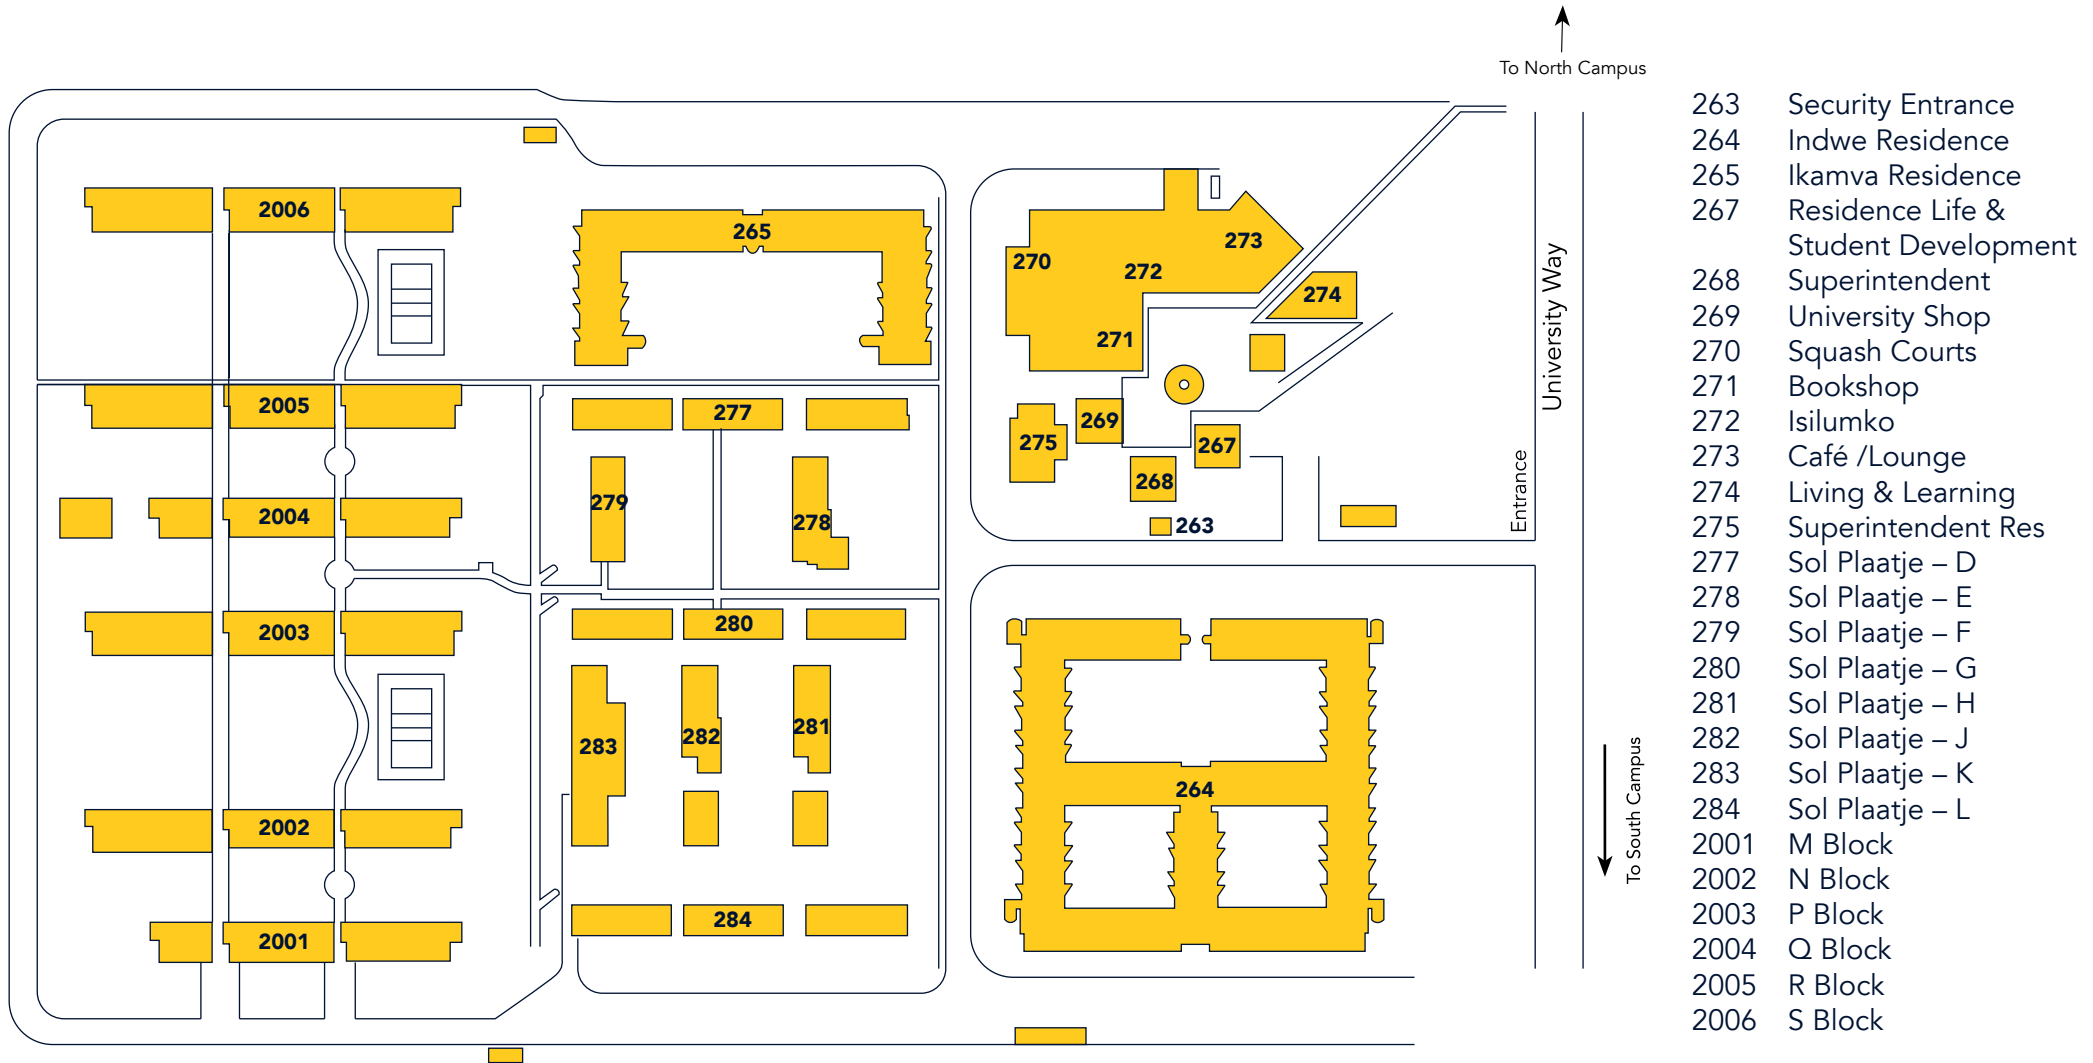 To North Campus
University Way
Entrance
To South Campus
2006
265
270
272
273
274
271
2005
277
269
275
267
268
279
278
263
2004
2003
280
283
282
281
264
2002
284
2001
263 Security Entrance
264 Indwe Residence
265 Ikamva Residence
267 Residence Life &
Student Development
268 Superintendent
269 University Shop
270 Squash Courts
271 Bookshop
272 Isilumko
273 Café /Lounge
274 Living & Learning
275 Superintendent Res
277 Sol Plaatje – D
278 Sol Plaatje – E
279 Sol Plaatje – F
280 Sol Plaatje – G
281 Sol Plaatje – H
282 Sol Plaatje – J
283 Sol Plaatje – K
284 Sol Plaatje – L
2001 M Block
2002 N Block
2003 P Block
2004 Q Block
2005 R Block
2006 S Block